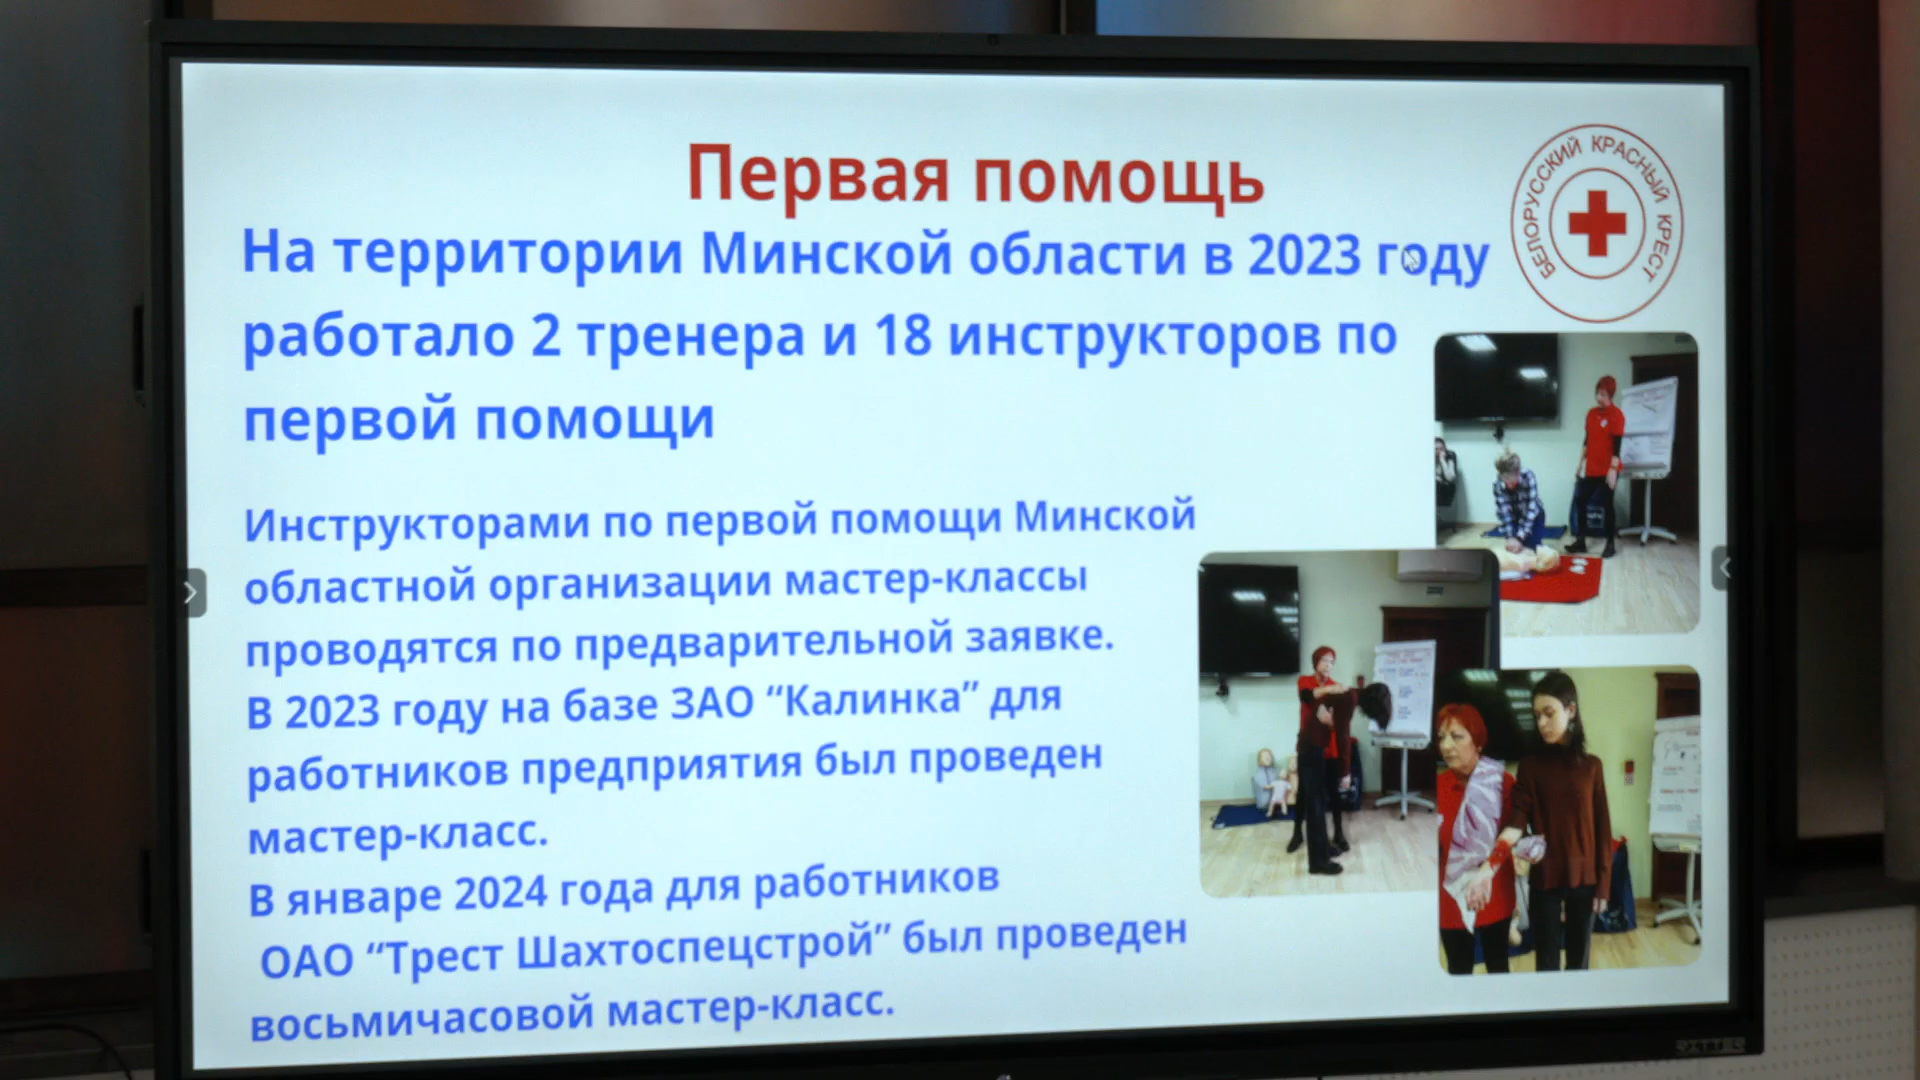 Первая помощь
БЕЛОРУССКИЙ КРАСНЫЙ КРЕСТ
На территории Минской области в 2023 году
работало 2 тренера и 18 инструкторов по
первой помощи
Инструкторами по первой помощи Минской
областной организации мастер-классы
проводятся по предварительной заявке.
В 2023 году на базе ЗАО “Калинка” для
работников предприятия был проведен
мастер-класс.
В январе 2024 года для работников
ОАО “Трест Шахтоспецстрой” был проведен
восьмичасовой мастер-класс.